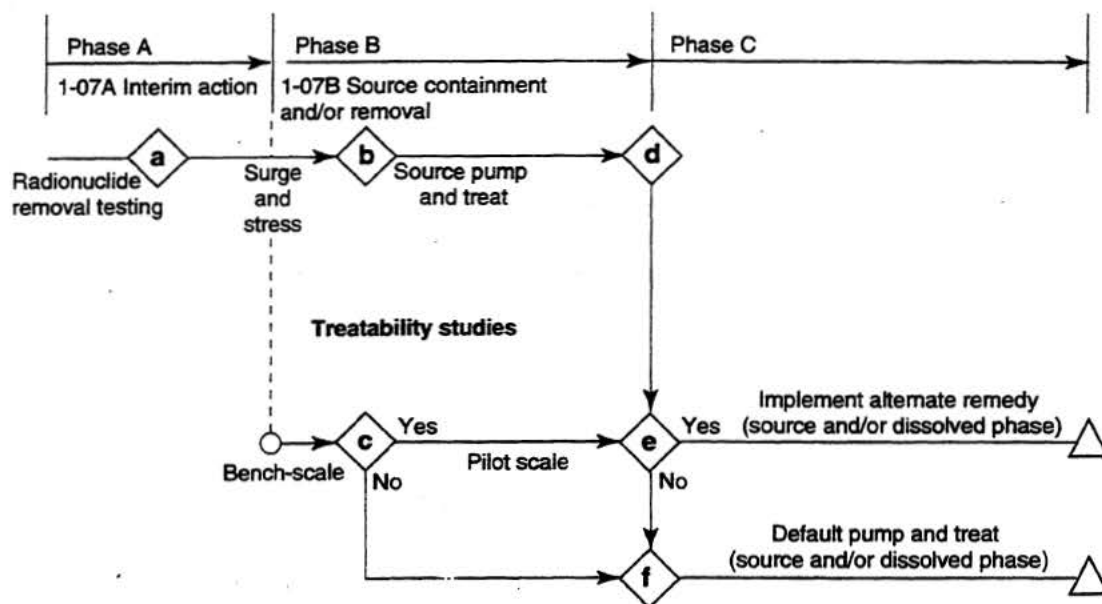 Phase A
Phase B
Phase C
1-07A Interim action
1-07B Source containment
and/or removal
a
b
d
Radionuclide
removal testing
Surge
and
stress
Source pump
and treat
Treatability studies
Implement alternate remedy
(source and/or dissolved phase)
c
Yes
e
Yes
Bench-scale
Pilot scale
No
No
Default pump and treat
(source and/or dissolved phase)
f